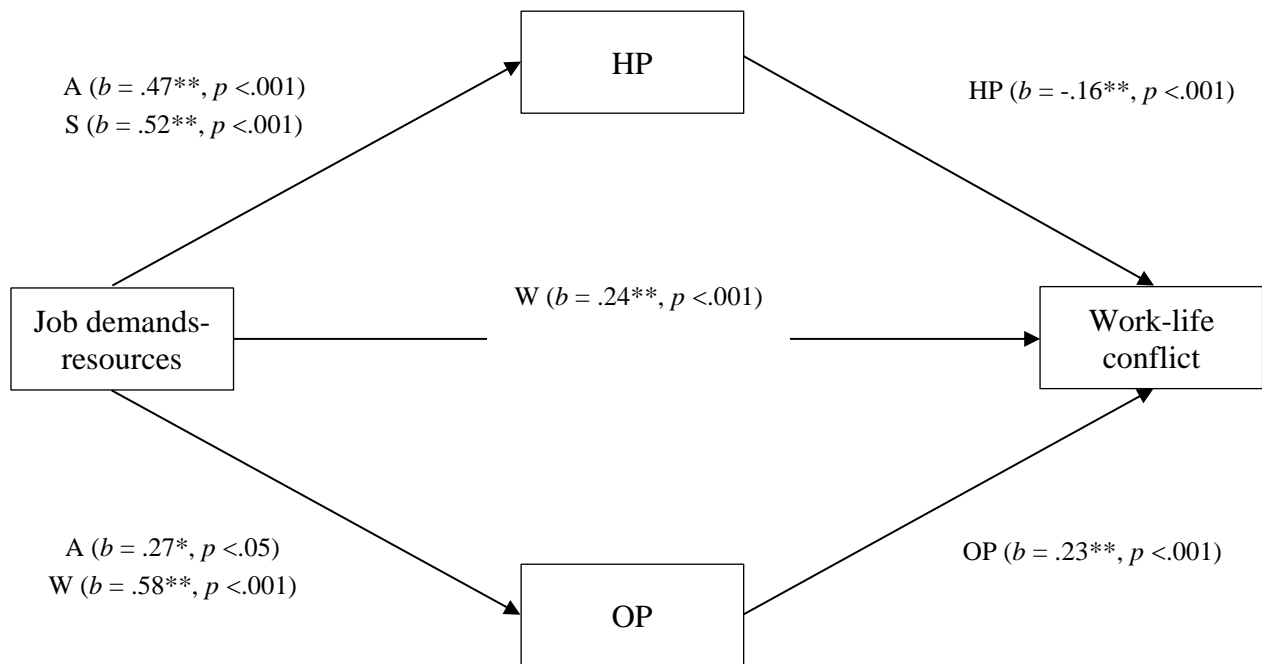 HP
A (b = .47**, p <.001)
S (b = .52**, p <.001)
HP (b = -.16**, p <.001)
W (b = .24**, p <.001)
Job demands-
resources
Work-life
conflict
A (b = .27*, p <.05)
W (b = .58**, p <.001)
OP (b = .23**, p <.001)
OP